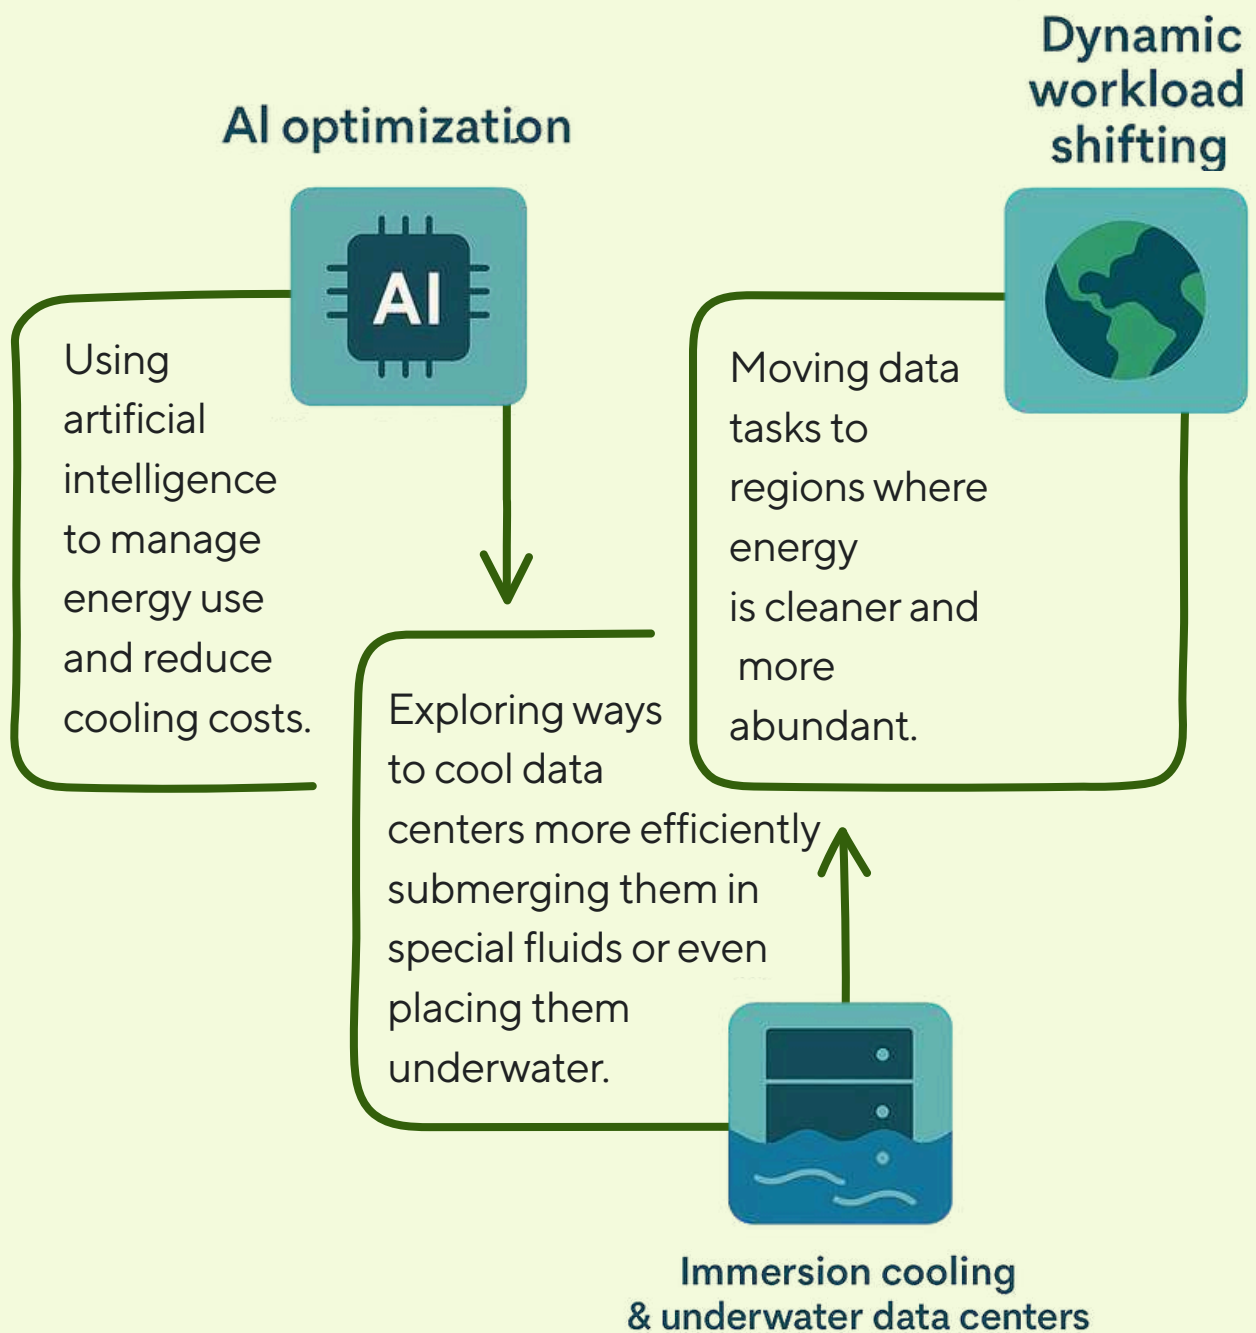 AI optimization
AI
Using
artificial
intelligence
to manage
energy use
and reduce
cooling costs.
Dynamic
workload
shifting
Moving data
tasks to
regions where
energy
is cleaner and
more
abundant.
Exploring ways
to cool data
centers more efficiently
submerging them in
special fluids or even
placing them
underwater.
Immersion cooling
& underwater data centers